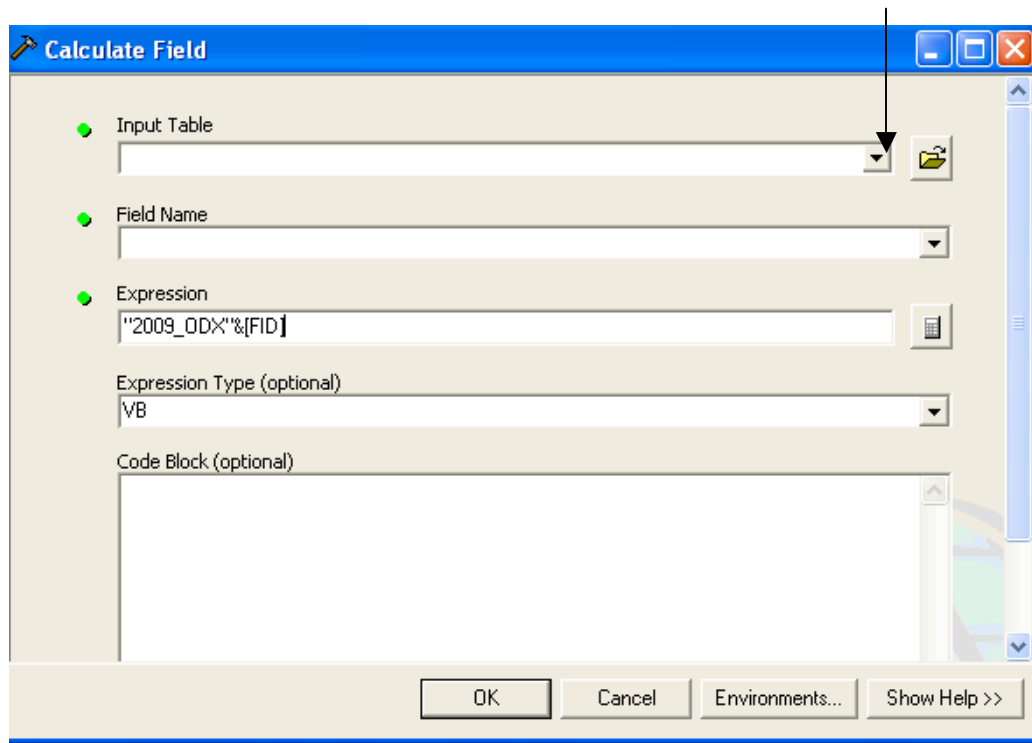 Calculate Field
Input Table
Field Name
Expression
"2009_ODX"&[FID]
Expression Type (optional)
VB
Code Block (optional)
OK Cancel Environments... Show Help >>